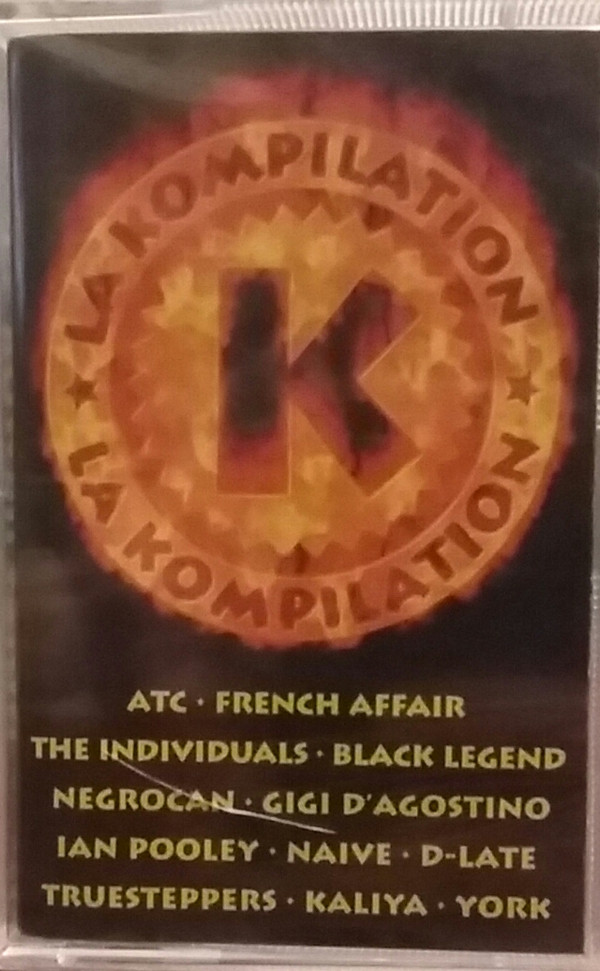 LA KOMPILATION
K
LA KOMPILATION
ATC · FRENCH AFFAIR
THE INDIVIDUALS · BLACK LEGEND
NEGROCAN · GIGI D'AGOSTINO
IAN POOLEY · NAIVE · D-LATE
TRUESTEPPERS · KALIYA · YORK